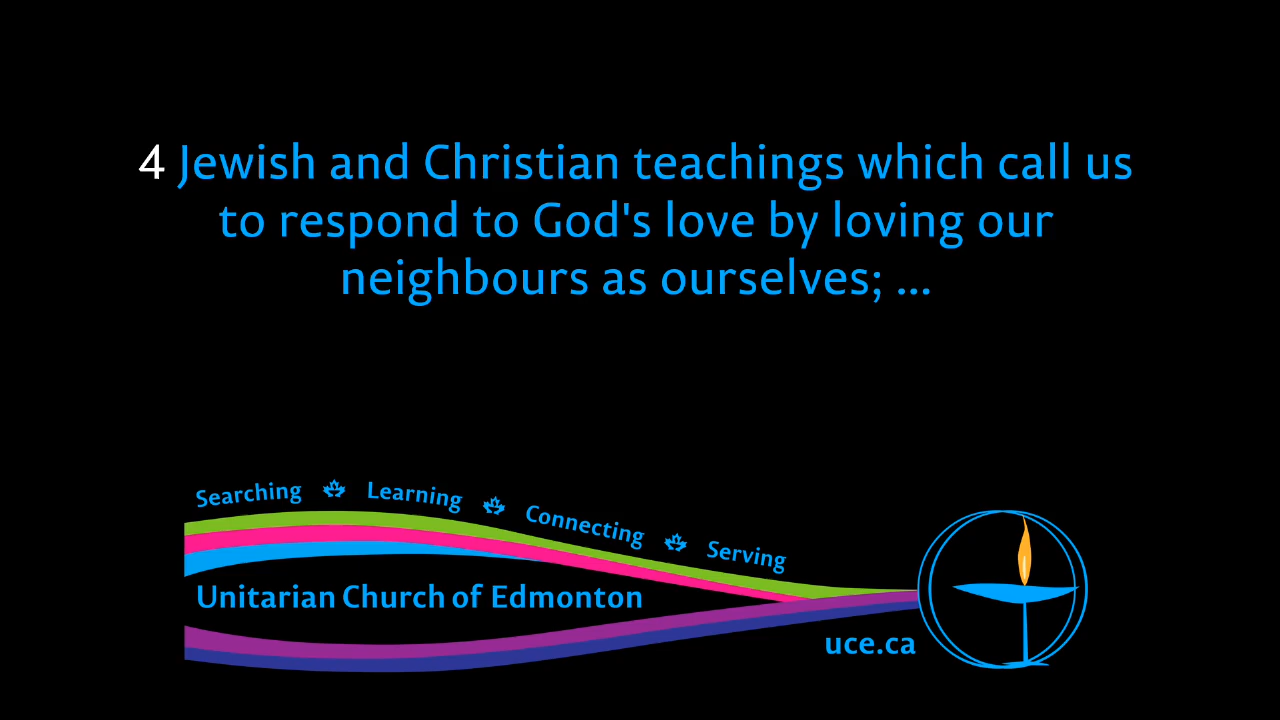 4 Jewish and Christian teachings which call us
to respond to God's love by loving our
neighbours as ourselves; ...
Searching Learning Connecting Serving
Unitarian Church of Edmonton
uce.ca